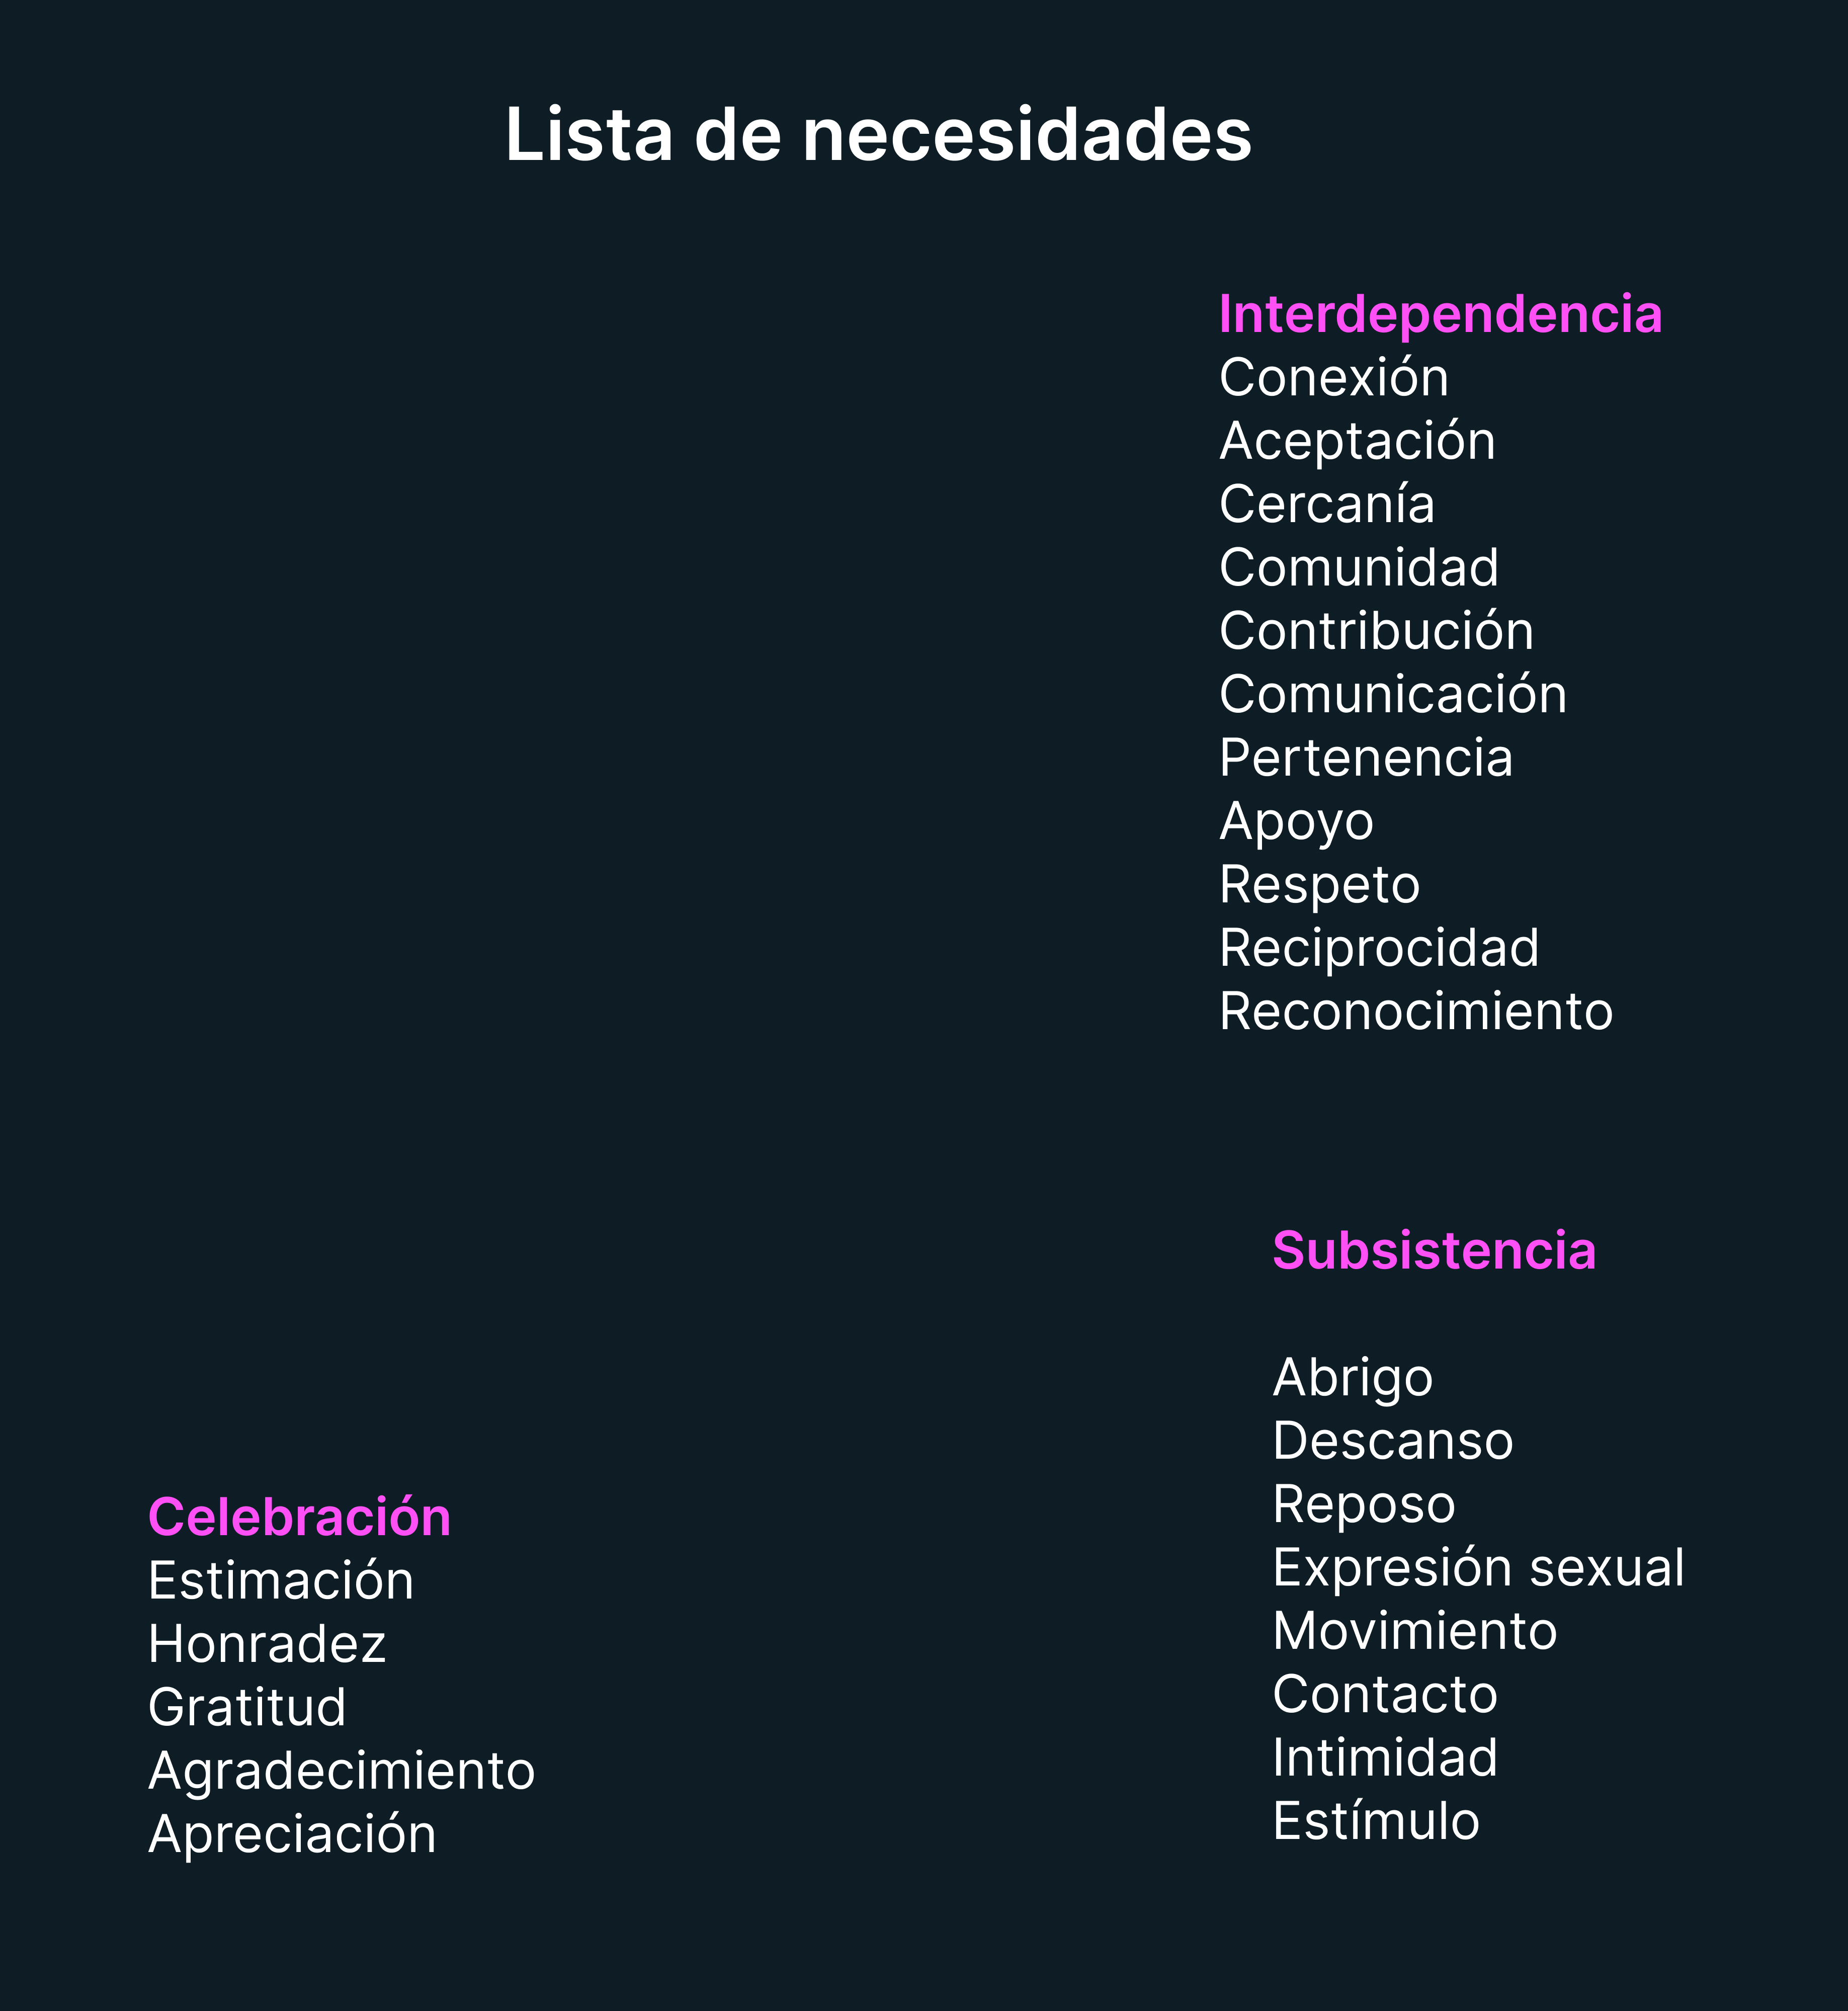 Lista de necesidades
Interdependencia
Conexión
Aceptación
Cercanía
Comunidad
Contribución
Comunicación
Pertenencia
Apoyo
Respeto
Reciprocidad
Reconocimiento
Subsistencia
Abrigo
Descanso
Reposo
Expresión sexual
Movimiento
Contacto
Intimidad
Estímulo
Celebración
Estimación
Honradez
Gratitud
Agradecimiento
Apreciación